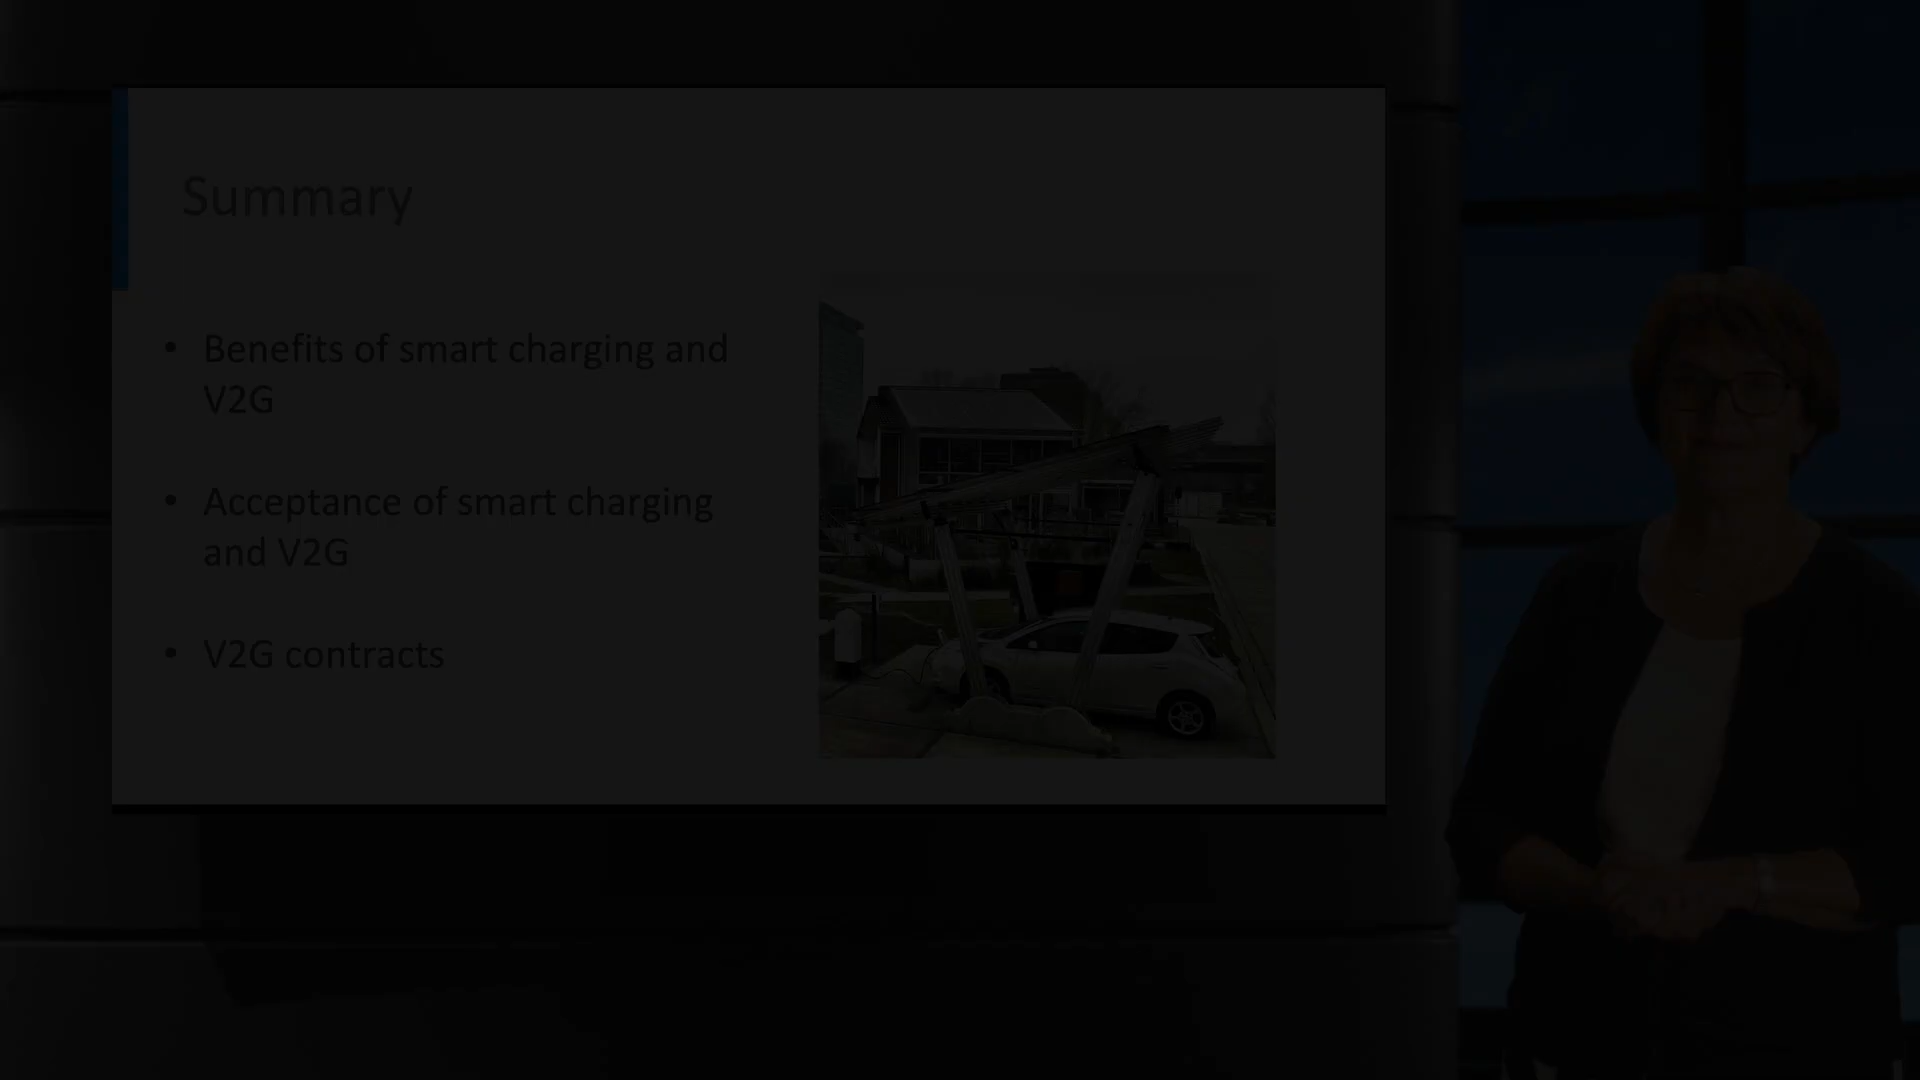 Summary
• Benefits of smart charging and
V2G
• Acceptance of smart charging
and V2G
• V2G contracts